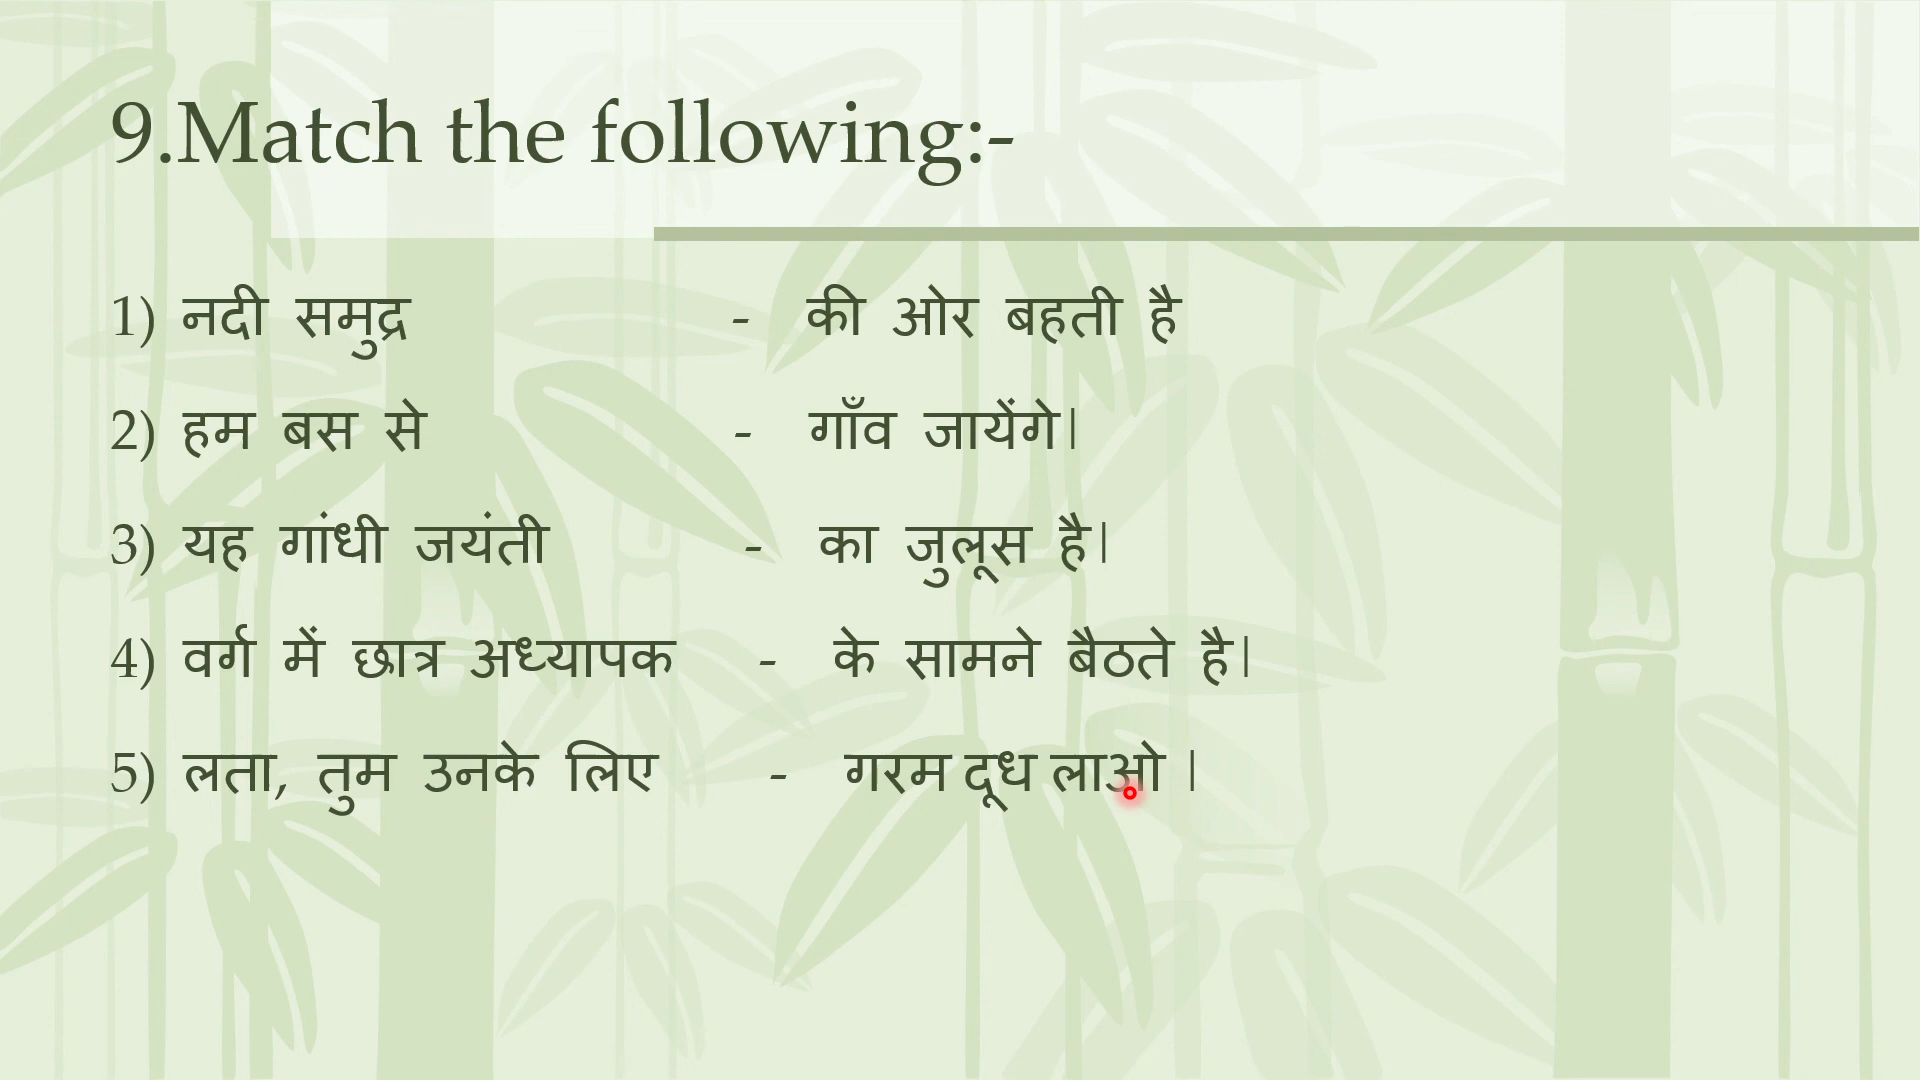 9.Match the following:-
1) नदी समुद्र - की ओर बहती है
2) हम बस से - गाँव जायेंगे|
3) यह गांधी जयंती - का जुलूस है|
4) वर्ग में छात्र अध्यापक - के सामने बैठते है|
5) लता, तुम उनके लिए - गरम दूध लाओ |